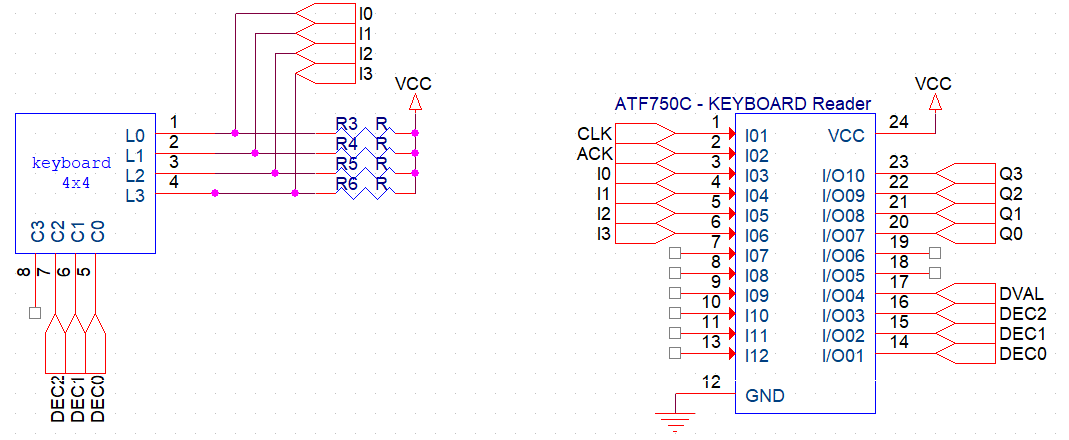 I0
I1
I2
I3
VCC
R3 R
R4 R
R5 R
R6 R
keyboard
4x4
L0 1
L1 2
L2 3
L3 4
C3 C2 C1 C0
8 7 6 5
DEC2 DEC1 DEC0
ATF750C - KEYBOARD Reader
VCC
CLK 1 I01
ACK 2 I02
I0 3 I03
I1 4 I04
I2 5 I05
I3 6 I06
7 I07
8 I08
9 I09
10 I10
11 I11
13 I12
12 GND
VCC 24
I/O10 23 Q3
I/O09 22 Q2
I/O08 21 Q1
I/O07 20 Q0
I/O06 19
I/O05 18
I/O04 17 DVAL
I/O03 16 DEC2
I/O02 15 DEC1
I/O01 14 DEC0